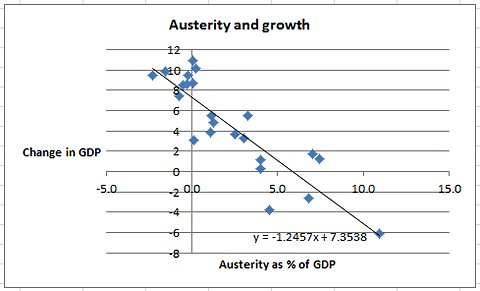 Austerity and growth
12
10
8
6
4
Change in GDP
2
0
-5.0 0.0 5.0 10.0 15.0
-2
-4
-6
y = -1.2457x + 7.3538
-8
Austerity as % of GDP